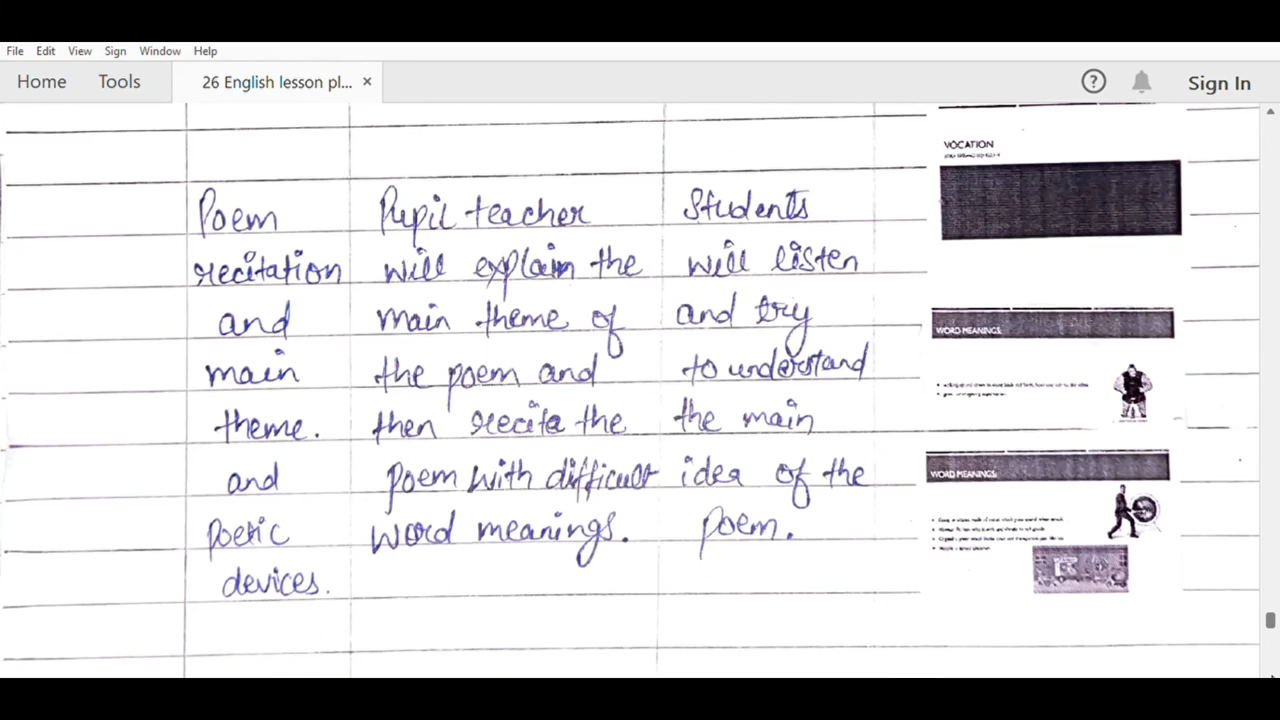 File Edit View Sign Window Help
Home Tools 26 English lesson pl... × ? Sign In
Poem Pupil teacher Students
recitation will explain the will listen
and main theme of and try
main the poem and to understand
theme. then recite the the main
and poem with difficult idea of the
poetic word meanings. poem.
devices.
VOCATION
WORD MEANINGS:
WORD MEANINGS: